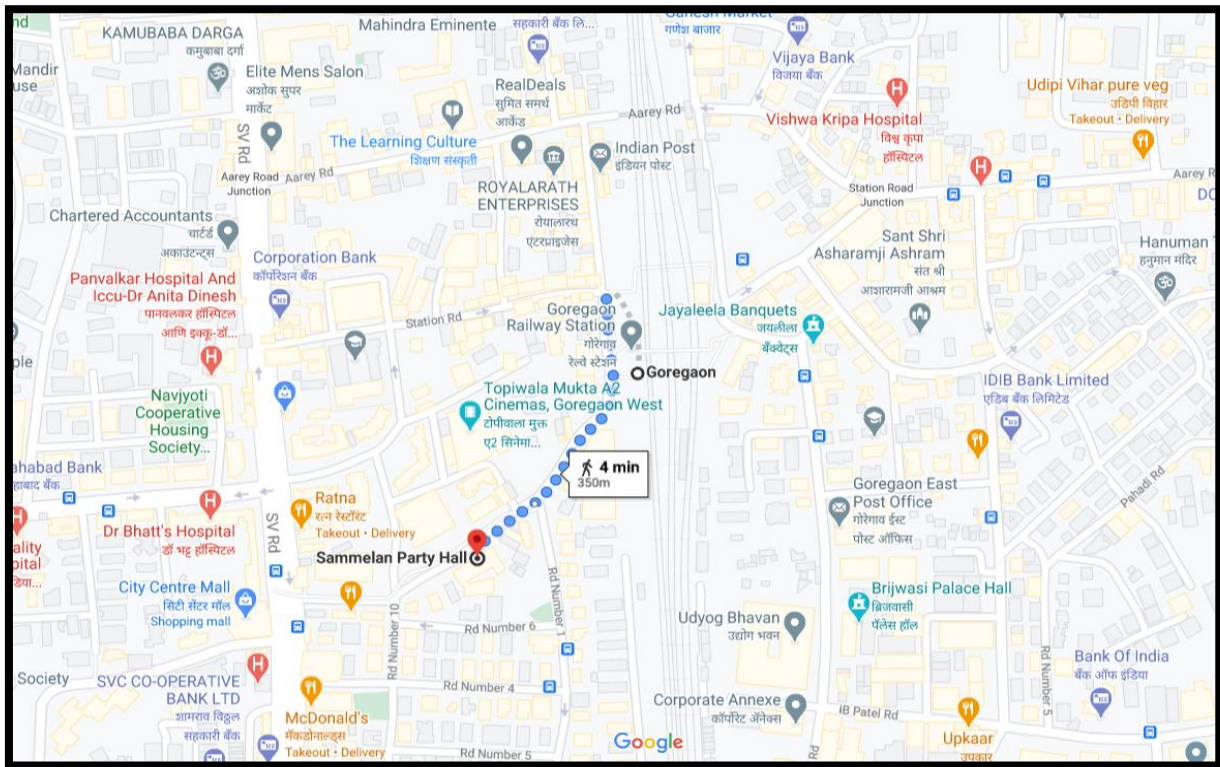 KAMUBABA DARGA
कमुबाबा दर्गा
Mahindra Eminente
सहकारी बँक लि...
Ganesh Market
गणेश बाजार
Vijaya Bank
विजया बँक
Mandir
Elite Mens Salon
अशोक सुपर
मार्केट
RealDeals
सुमित समर्थ
आर्केड
Udipi Vihar pure veg
उडिपी विहार
Takeout • Delivery
SV Rd
Aarey Rd
Vishwa Kripa Hospital
विश्व कृपा
हॉस्पिटल
The Learning Culture
शिक्षण संस्कृती
Indian Post
इंडियन पोस्ट
Aarey Road
Junction
Aarey Rd
ROYALARATH
ENTERPRISES
रोयालारथ
एंटरप्राइजेस
Station Road
Junction
Aarey R
Chartered Accountants
चार्टर्ड
अकाउंटन्ट्स
Sant Shri
Asharamji Ashram
संत श्री
आशारामजी आश्रम
Hanuman
हनुमान मंदिर
Corporation Bank
कॉर्पोरेशन बँक
Panvalkar Hospital And
Iccu-Dr Anita Dinesh
पानवलकर हॉस्पिटल
आणि इक्कू-डॉ...
Station Rd
Goregaon
Railway Station
गोरेगाव
रेल्वे स्टेशन
Jayaleela Banquets
जयलीला
बँक्वेट्स
Goregaon
Navjyoti
Cooperative
Housing
Society...
Topiwala Mukta A2
Cinemas, Goregaon West
टोपीवाला मुक्त
ए2 सिनेमा...
IDIB Bank Limited
एडिब बँक लिमिटेड
ahabad Bank
हाबाद बँक
4 min
350m
Goregaon East
Post Office
गोरेगाव ईस्ट
पोस्ट ऑफिस
Pahadi Rd
Ratna
रत्न रेस्टॉरंट
Takeout • Delivery
Dr Bhatt's Hospital
डॉ भट्ट हॉस्पिटल
SV Rd
Sammelan Party Hall
City Centre Mall
सिटी सेंटर मॉल
Shopping mall
Rd Number 10
Rd Number 6
Rd Number 1
Udyog Bhavan
उद्योग भवन
Brijwasi Palace Hall
ब्रिजवासी
पॅलेस हॉल
Society
SVC CO-OPERATIVE
BANK LTD
शामराव विठ्ठल
सहकारी बँक
Rd Number 4
Rd Number 5
Bank Of India
बँक ऑफ इंडिया
McDonald's
मॅकडोनाल्ड्स
Takeout • Delivery
Corporate Annexe
कॉर्पोरेट ॲनेक्स
IB Patel Rd
Rd Number 5
Google
Rd
Upkaar
उपकार